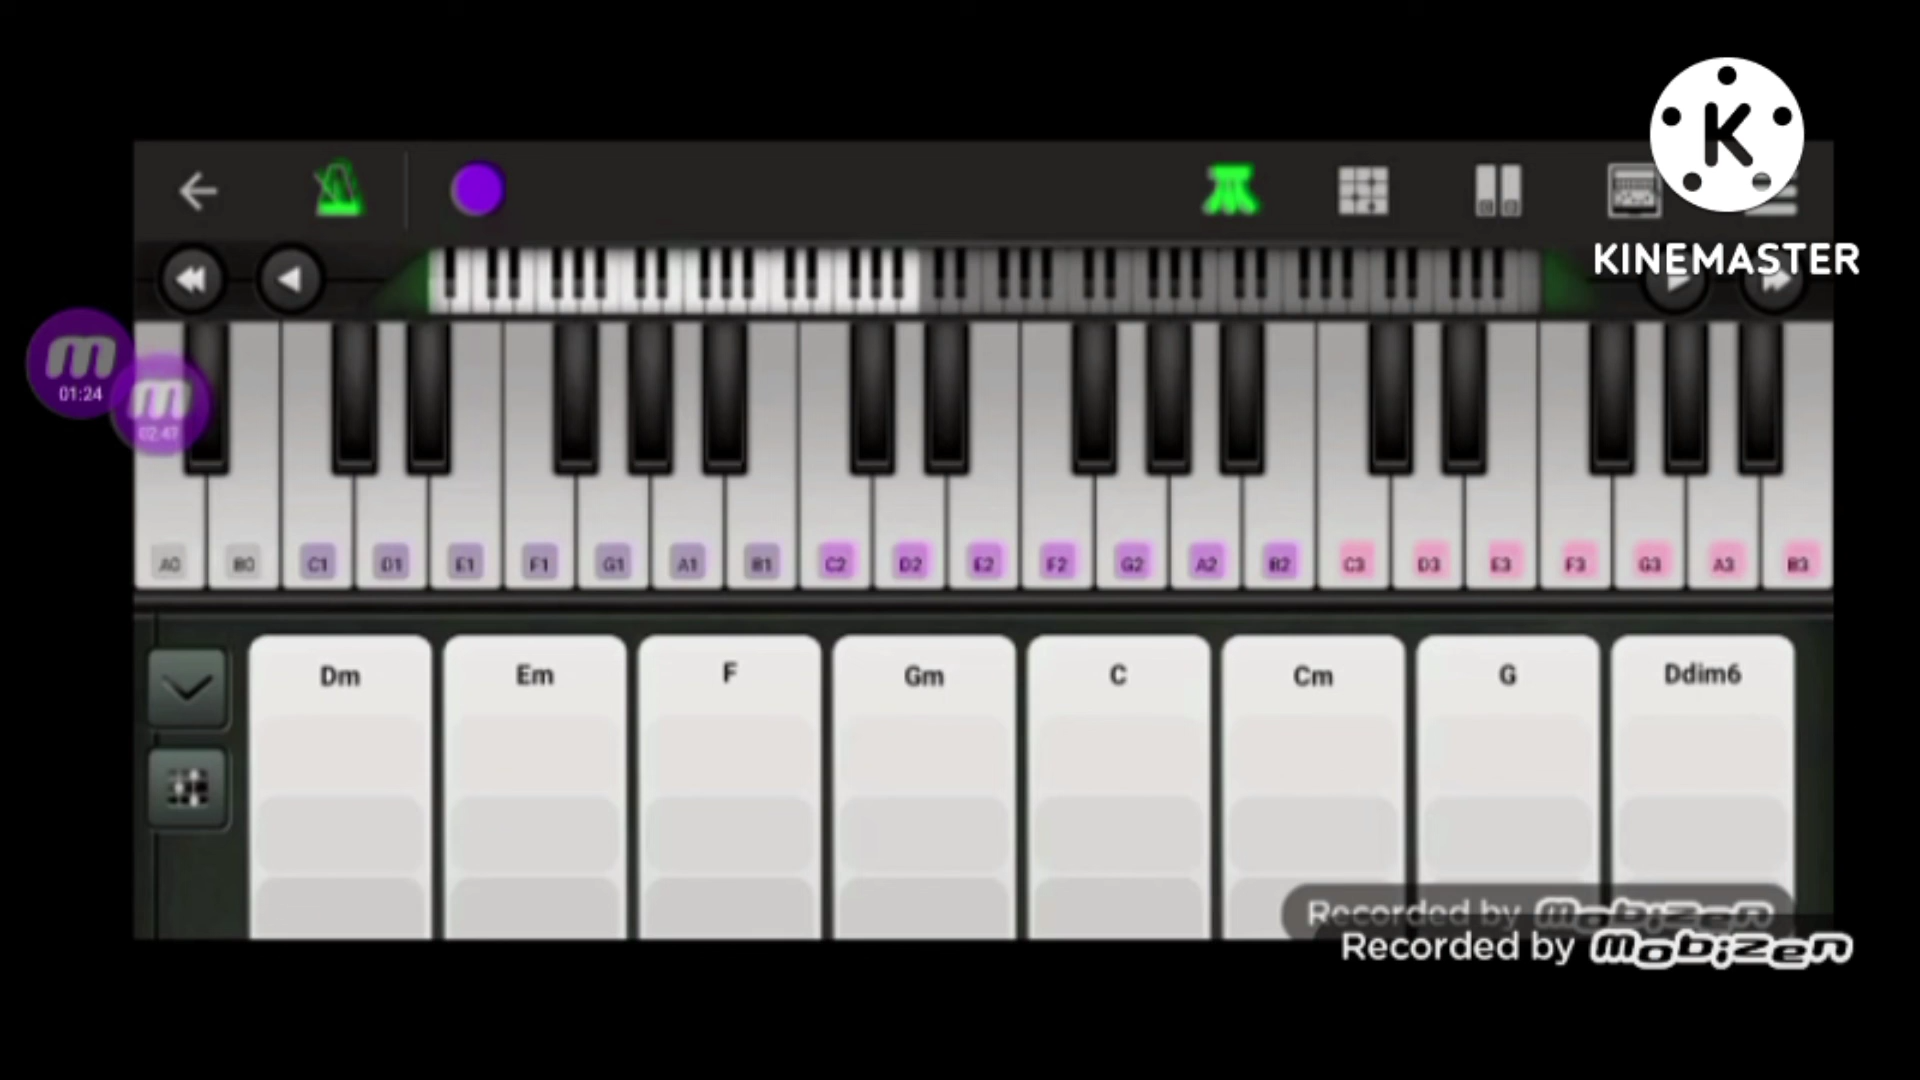 K
KINEMASTER
m
01:24
m
02:47
A0 B0 C1 D1 E1 F1 G1 A1 B1 C2 D2 E2 F2 G2 A2 B2 C3 D3 E3 F3 G3 A3 B3
Dm Em F Gm C Cm G Ddim6
Recorded by mobizen
Recorded by mobizen